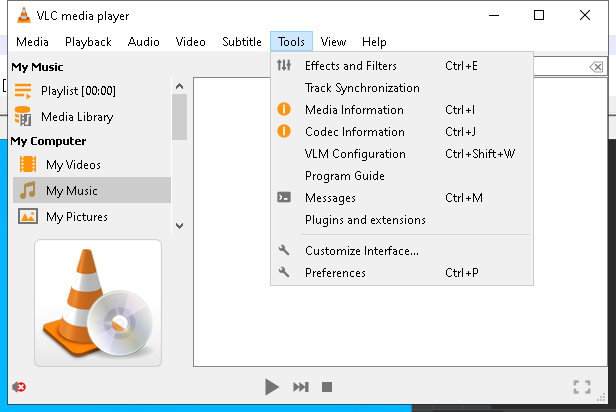 VLC media player
Media Playback Audio Video Subtitle Tools View Help
My Music
Playlist [00:00]
Media Library
My Computer
My Videos
My Music
My Pictures
Effects and Filters Ctrl+E
Track Synchronization
Media Information Ctrl+I
Codec Information Ctrl+J
VLM Configuration Ctrl+Shift+W
Program Guide
Messages Ctrl+M
Plugins and extensions
Customize Interface...
Preferences Ctrl+P